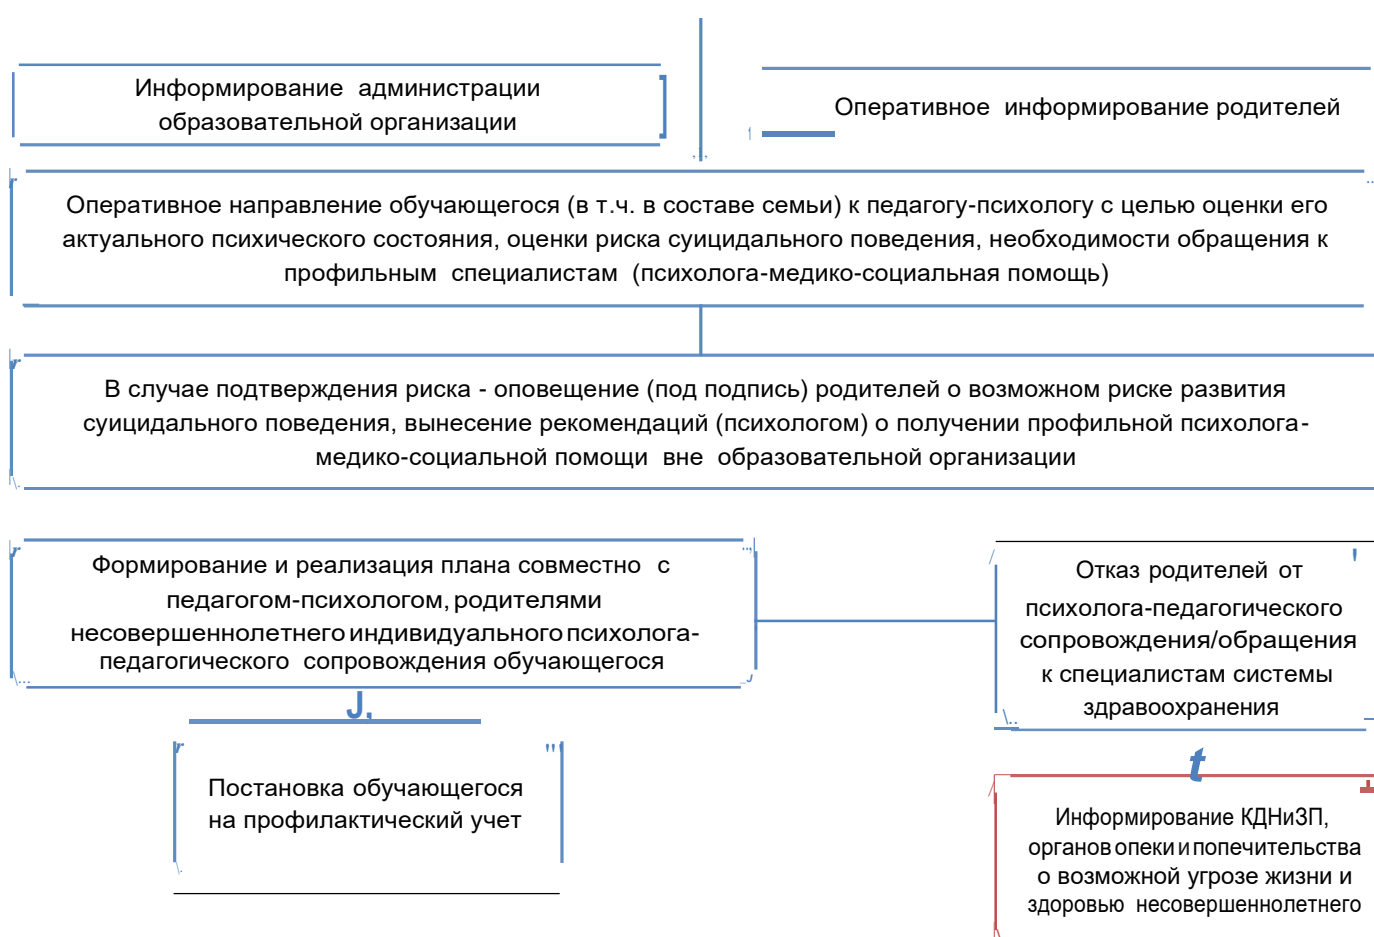 Информирование администрации
образовательной организации
Оперативное информирование родителей
Оперативное направление обучающегося (в т.ч. в составе семьи) к педагогу-психологу с целью оценки его
актуального психического состояния, оценки риска суицидального поведения, необходимости обращения к
профильным специалистам (психолога-медико-социальная помощь)
В случае подтверждения риска - оповещение (под подпись) родителей о возможном риске развития
суицидального поведения, вынесение рекомендаций (психологом) о получении профильной психолога-
медико-социальной помощи вне образовательной организации
Формирование и реализация плана совместно с
педагогом-психологом, родителями
несовершеннолетнего индивидуального психолога-
педагогического сопровождения обучающегося
Отказ родителей от
психолога-педагогического
сопровождения/обращения
к специалистам системы
здравоохранения
J,
t
Постановка обучающегося
на профилактический учет
Информирование КДНиЗП,
органов опеки и попечительства
о возможной угрозе жизни и
здоровью несовершеннолетнего